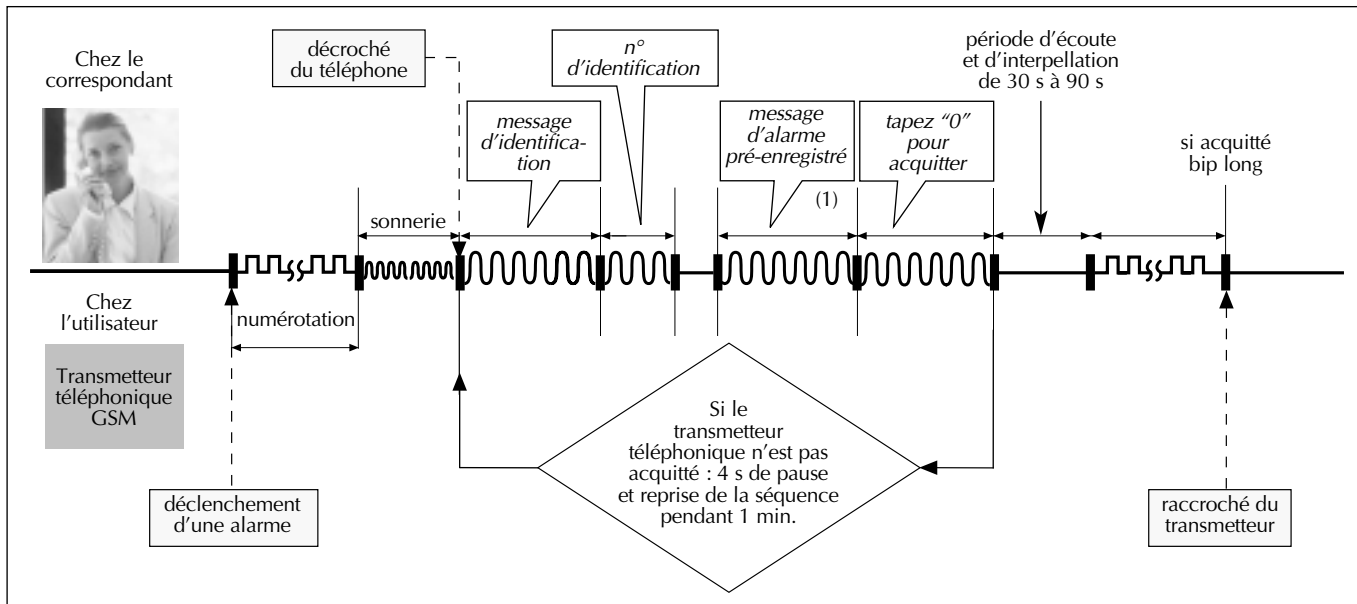 Chez le
correspondant
décroché
du téléphone
n°
d'identification
période d'écoute
et d'interpellation
de 30 s à 90 s
message
d'identifica-
tion
message
d'alarme
pré-enregistré
(1)
tapez "0"
pour
acquitter
si acquitté
bip long
sonnerie
Chez
l'utilisateur
numérotation
Transmetteur
téléphonique
GSM
Si le
transmetteur
téléphonique n'est pas
acquitté : 4 s de pause
et reprise de la séquence
pendant 1 min.
déclenchement
d'une alarme
raccroché du
transmetteur